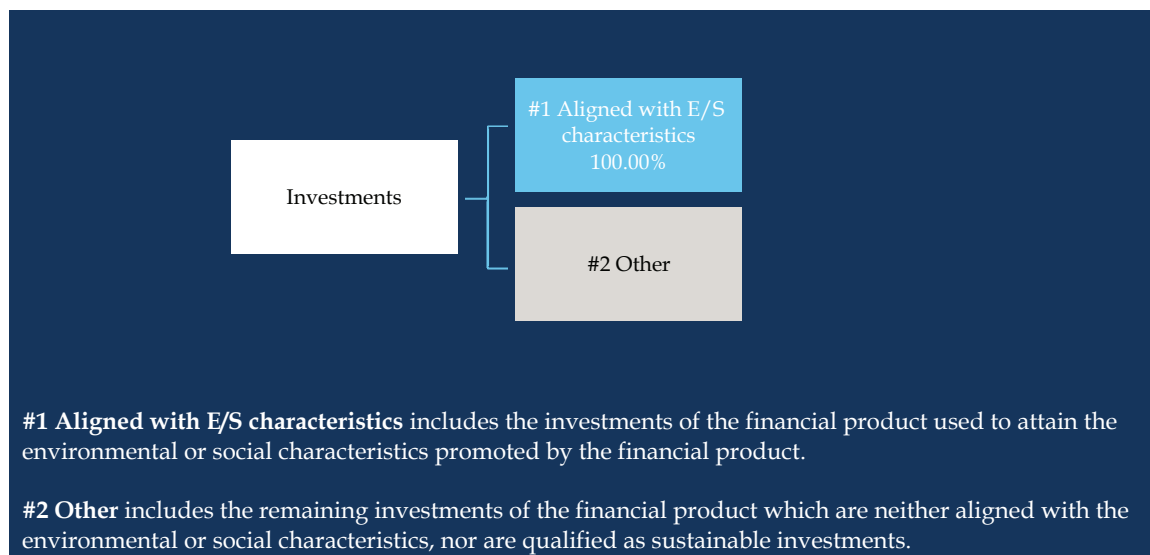 #1 Aligned with E/S
characteristics
100.00%
Investments
#2 Other
#1 Aligned with E/S characteristics includes the investments of the financial product used to attain the
environmental or social characteristics promoted by the financial product.
#2 Other includes the remaining investments of the financial product which are neither aligned with the
environmental or social characteristics, nor are qualified as sustainable investments.